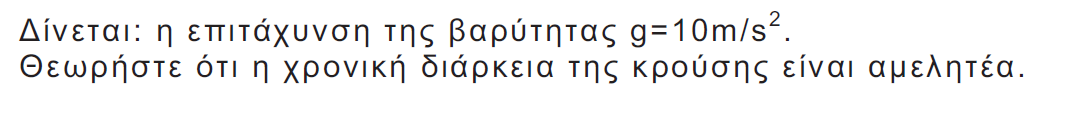 Δίνεται: η επιτάχυνση της βαρύτητας g=10m/s².
Θεωρήστε ότι η χρονική διάρκεια της κρούσης είναι αμελητέα.